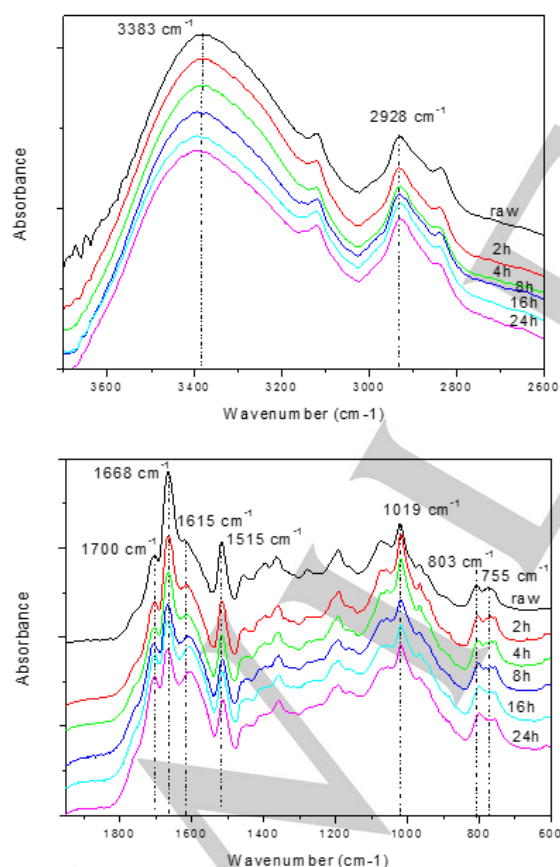 3383 cm⁻¹
2928 cm⁻¹
raw
2h
4h
8h
16h
24h
Absorbance
3600 3400 3200 3000 2800 2600
Wavenumber (cm-1)
1668 cm⁻¹
1615 cm⁻¹
1019 cm⁻¹
1700 cm⁻¹
1515 cm⁻¹
803 cm⁻¹
755 cm⁻¹
raw
2h
4h
8h
16h
24h
Absorbance
1800 1600 1400 1200 1000 800 600
Wavenumber (cm-1)